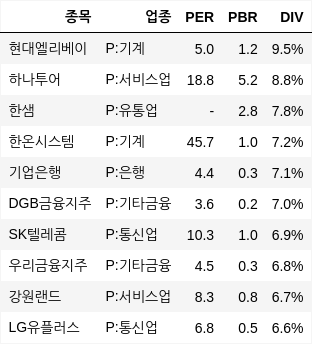 종목 업종 PER PBR DIV
현대엘리베이 P:기계 5.0 1.2 9.5%
하나투어 P:서비스업 18.8 5.2 8.8%
한샘 P:유통업 - 2.8 7.8%
한온시스템 P:기계 45.7 1.0 7.2%
기업은행 P:은행 4.4 0.3 7.1%
DGB금융지주 P:기타금융 3.6 0.2 7.0%
SK텔레콤 P:통신업 10.3 1.0 6.9%
우리금융지주 P:기타금융 4.5 0.3 6.8%
강원랜드 P:서비스업 8.3 0.8 6.7%
LG유플러스 P:통신업 6.8 0.5 6.6%